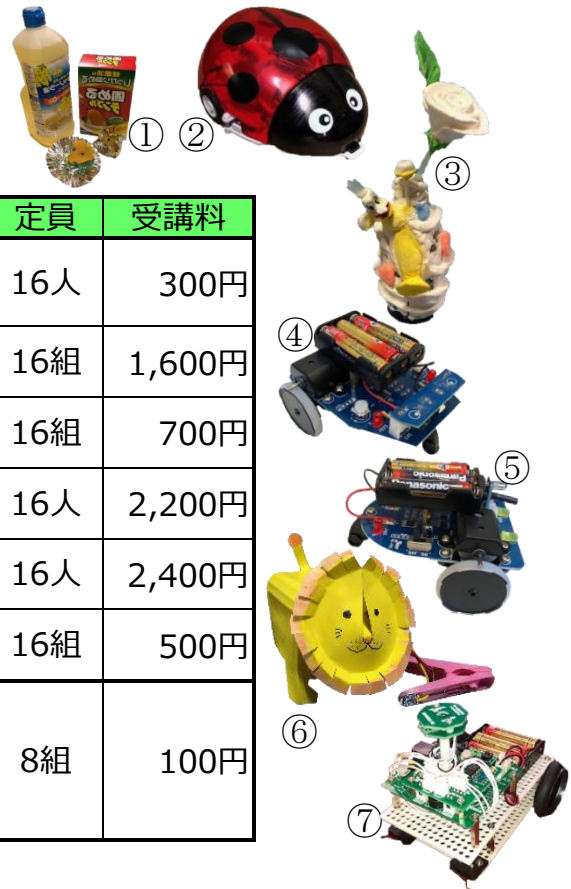 ① ②
③
定員 受講料
16人 300円
16組 1,600円
16組 700円
16人 2,200円
16人 2,400円
16組 500円
8組 100円
④
⑤
Panasonic
⑥
⑦